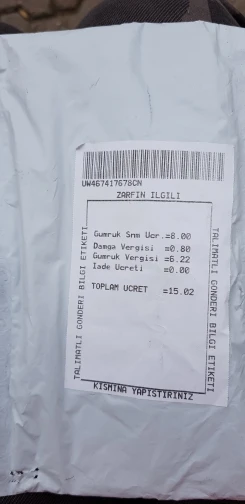 UW467417678CN
ZARFIN ILGILI
Gumruk Snm Ucr.=8.00
Damga Vergisi =0.80
Gumruk Vergisi =6.22
Iade Ucreti =0.00
TOPLAM UCRET =15.02
TALIMATLI GONDERI BILGI ETIKETI
TALIMATLI GONDERI BILGI ETIKETI
KISMINA YAPISTIRINIZ